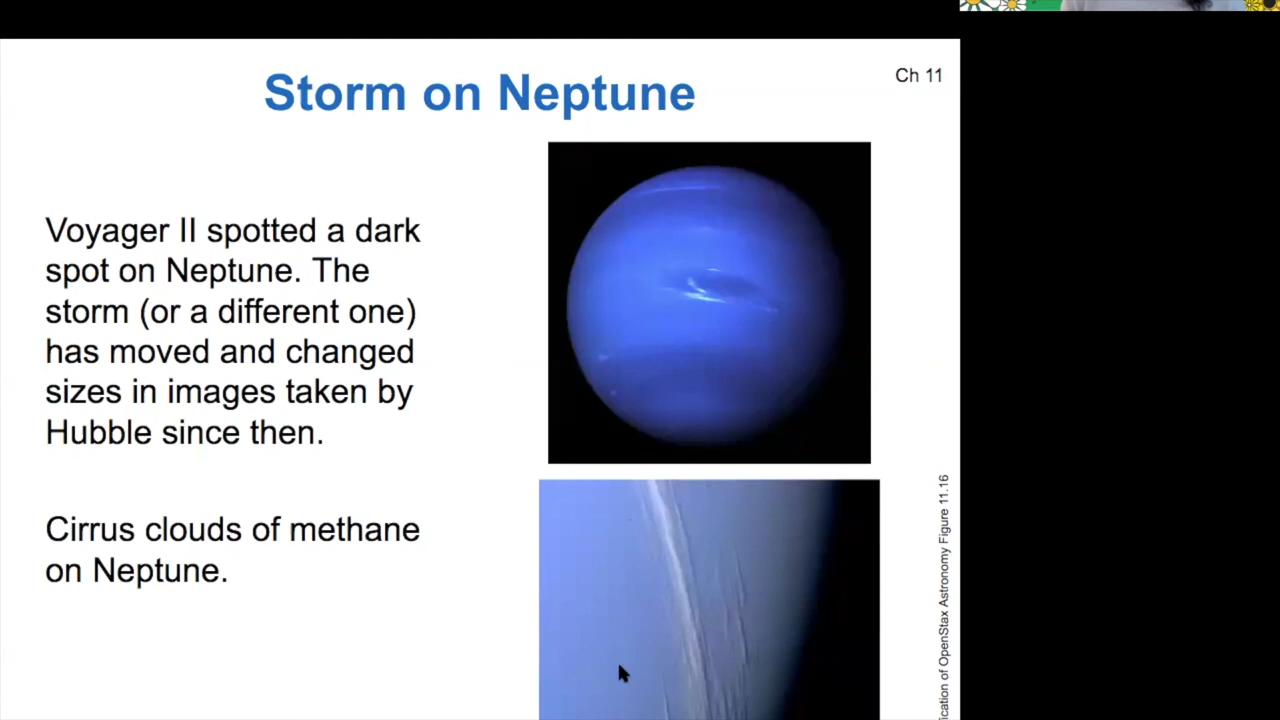 Storm on Neptune
Ch 11
Voyager II spotted a dark
spot on Neptune. The
storm (or a different one)
has moved and changed
sizes in images taken by
Hubble since then.
Cirrus clouds of methane
on Neptune.
of OpenStax Astronomy Figure 11.16